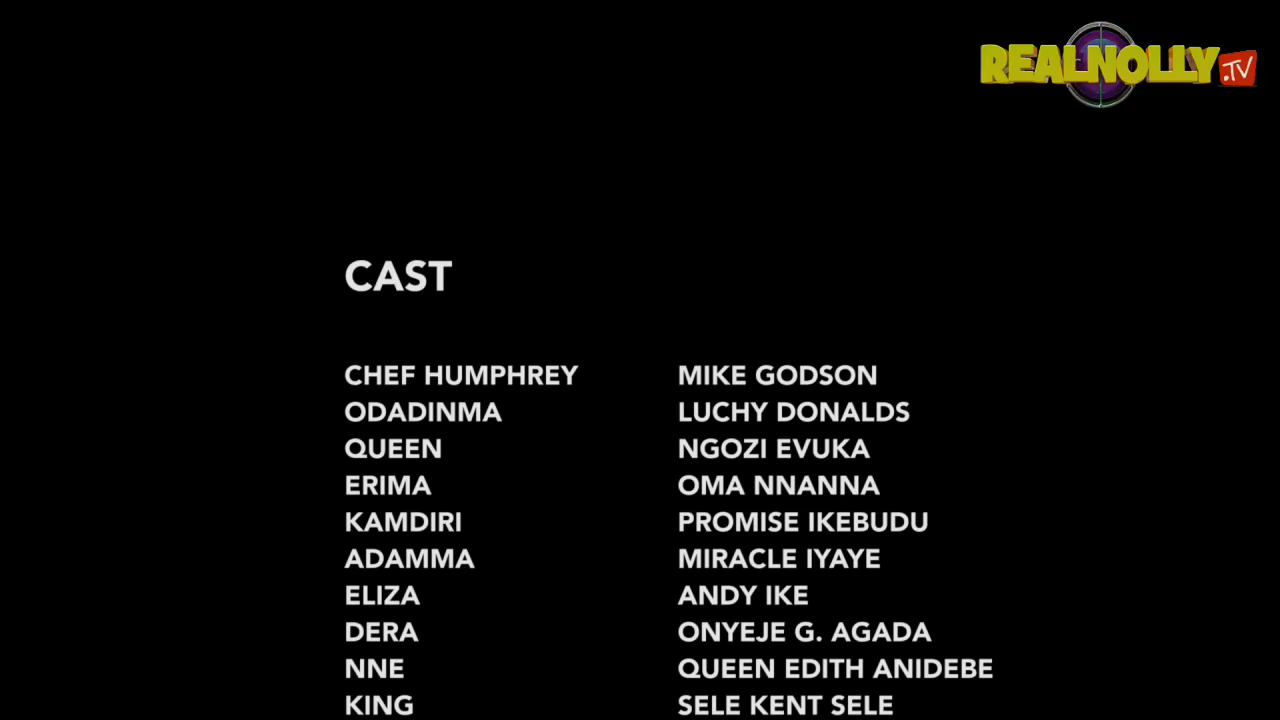 REALNOLLY.TV
CAST
CHEF HUMPHREY MIKE GODSON
ODADINMA LUCHY DONALDS
QUEEN NGOZI EVUKA
ERIMA OMA NNANNA
KAMDIRI PROMISE IKEBUDU
ADAMMA MIRACLE IYAYE
ELIZA ANDY IKE
DERA ONYEJE G. AGADA
NNE QUEEN EDITH ANIDEBE
KING SELE KENT SELE